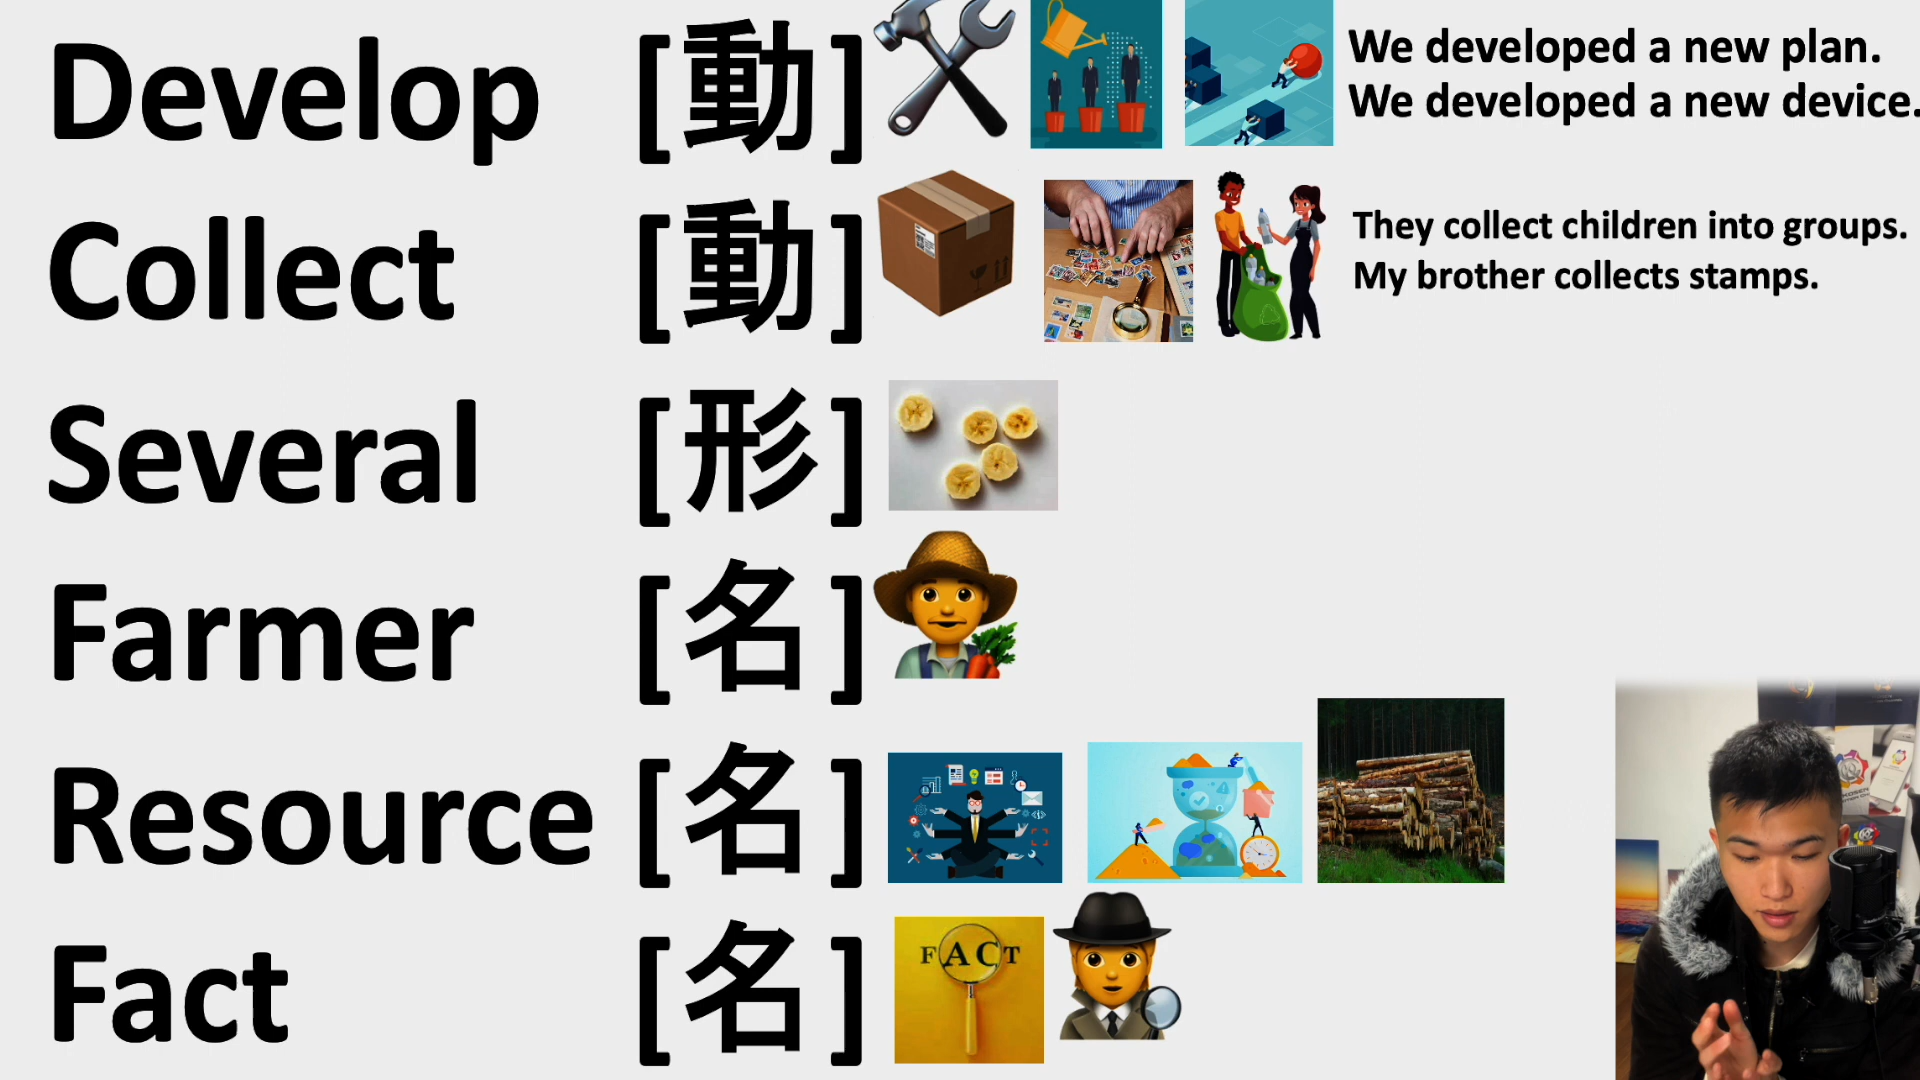 Develop [動] We developed a new plan.
We developed a new device.
Collect [動] They collect children into groups.
My brother collects stamps.
Several [形]
Farmer [名]
Resource [名]
Fact [名] FACT